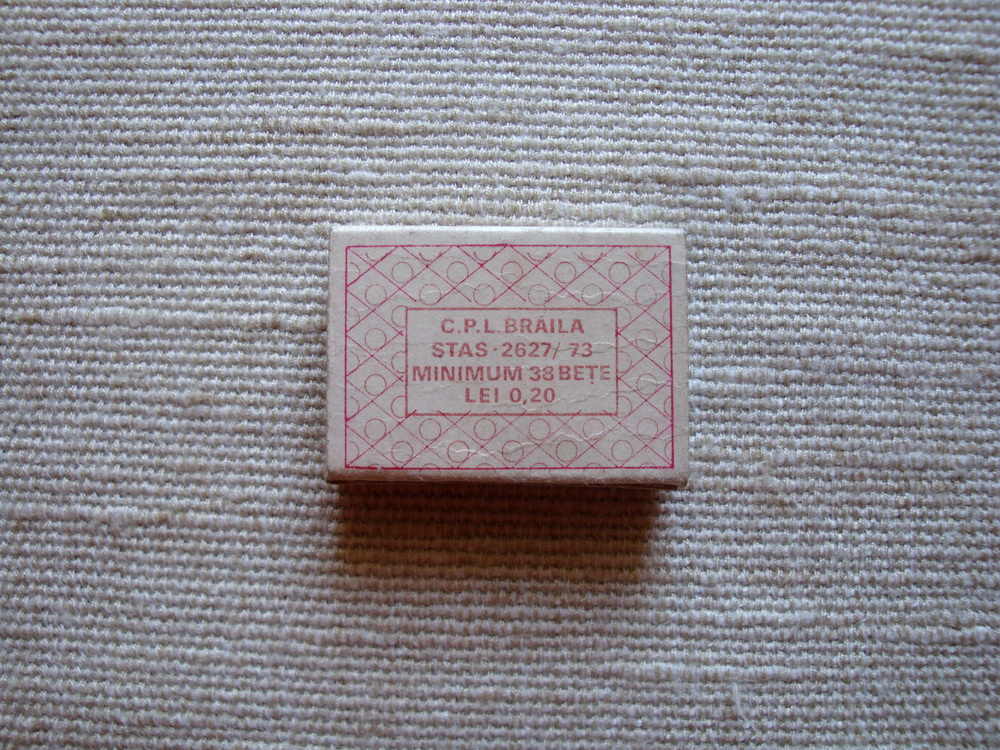 C.P.L. BRĂILA
STAS · 2627/ 73
MINIMUM 38 BEȚE
LEI 0,20